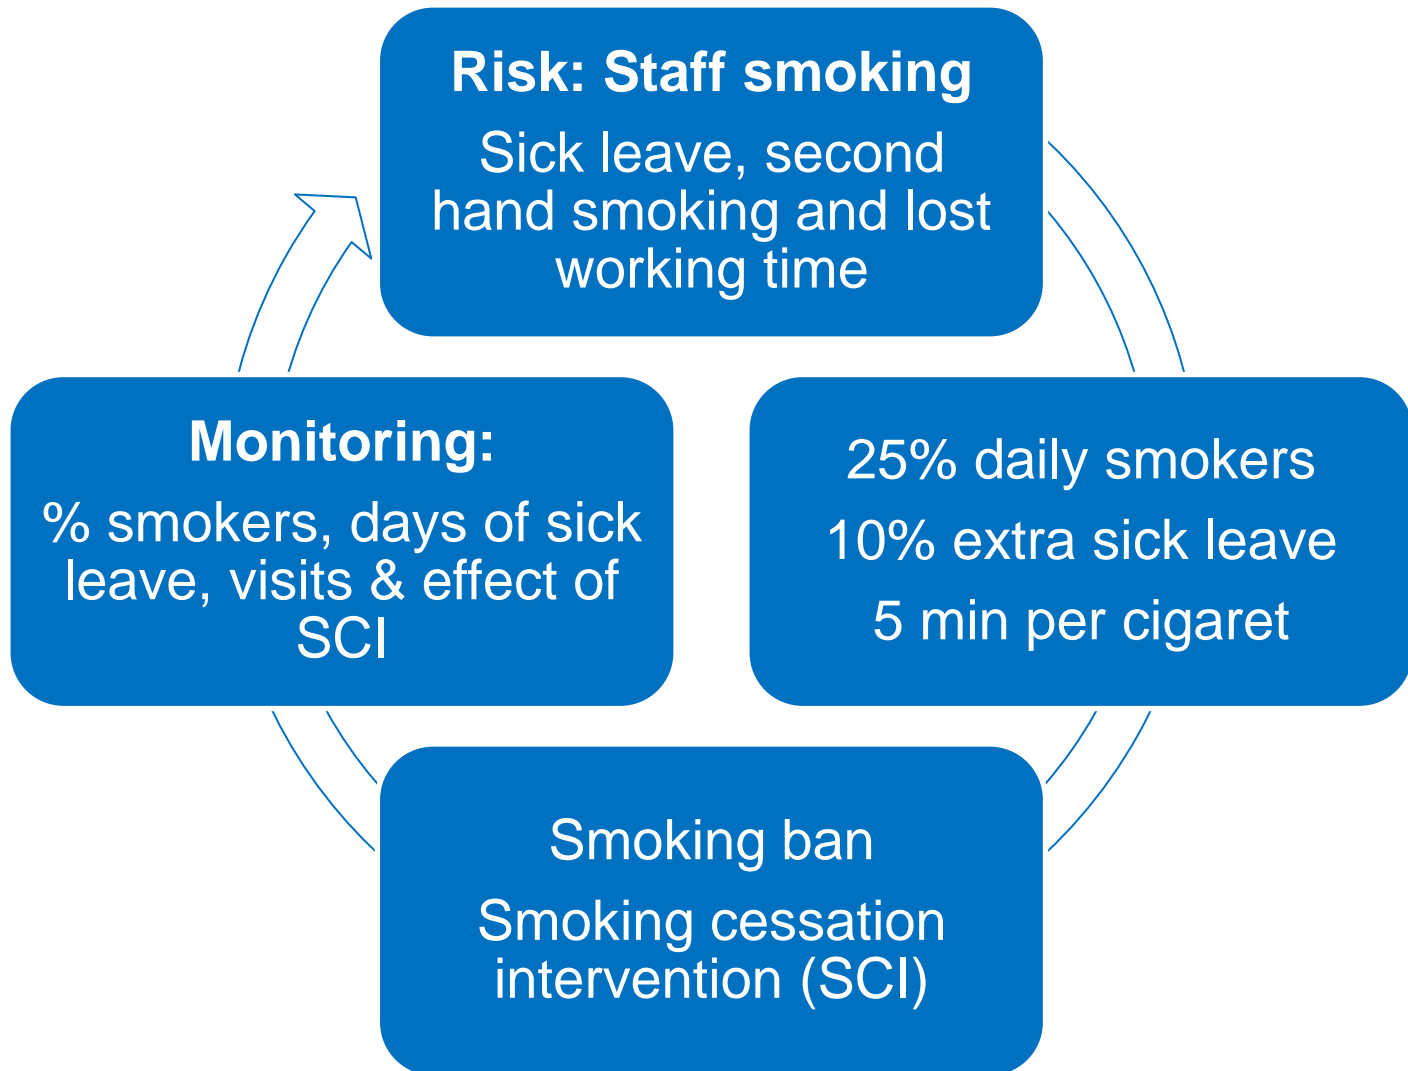 Risk: Staff smoking
Sick leave, second
hand smoking and lost
working time
25% daily smokers
10% extra sick leave
5 min per cigaret
Smoking ban
Smoking cessation
intervention (SCI)
Monitoring:
% smokers, days of sick
leave, visits & effect of
SCI